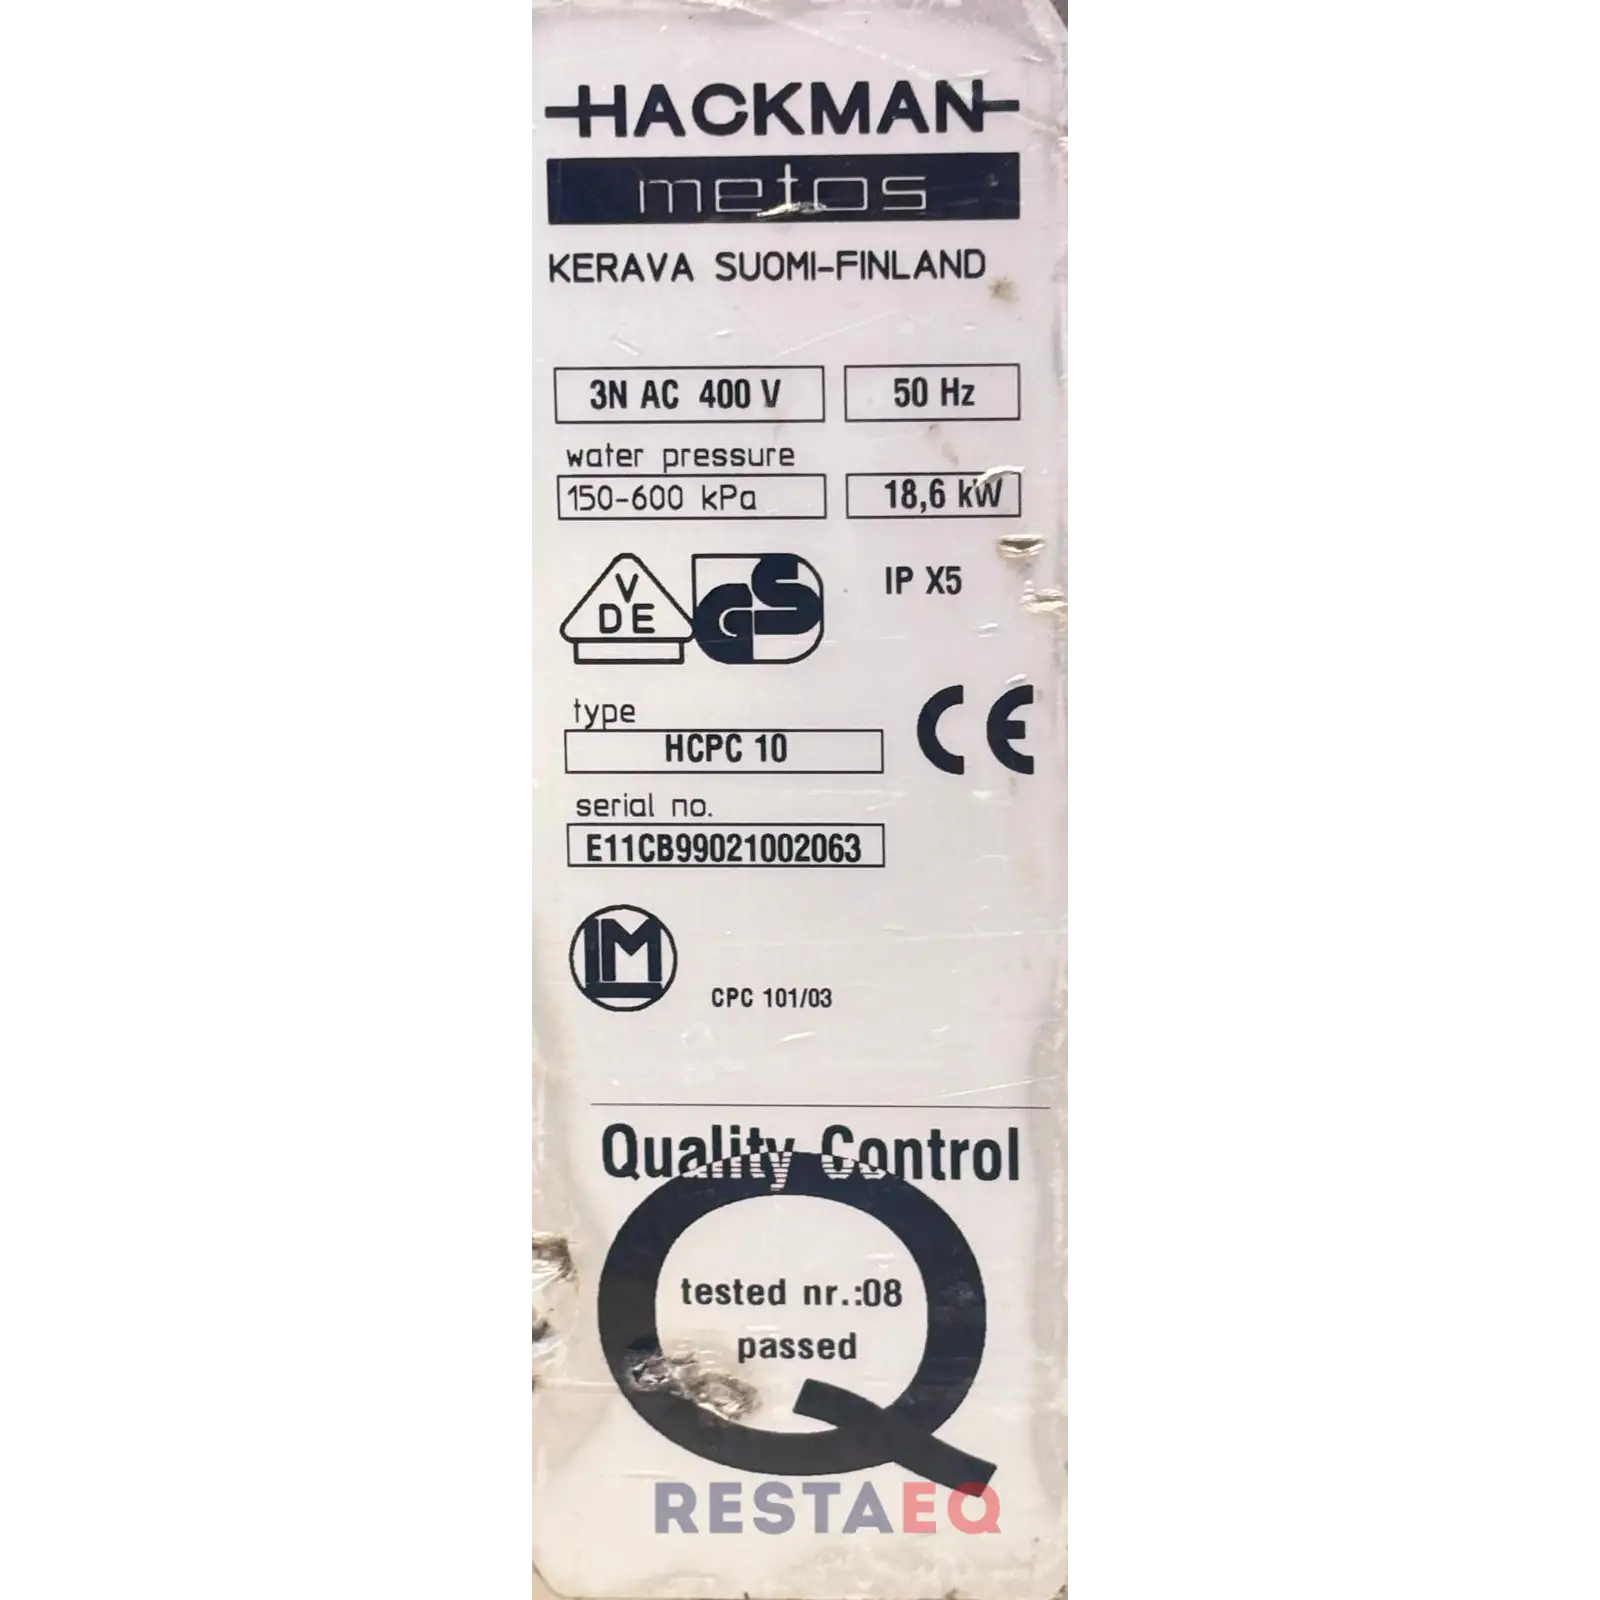 HACKMAN
metos
KERAVA SUOMI-FINLAND
3N AC 400 V
50 Hz
water pressure
150-600 kPa
18,6 kW
V
DE
GS
IP X5
type
HCPC 10
CE
serial no.
E11CB99021002063
LM
CPC 101/03
Quality Control
tested nr.:08
passed
RESTAEQ